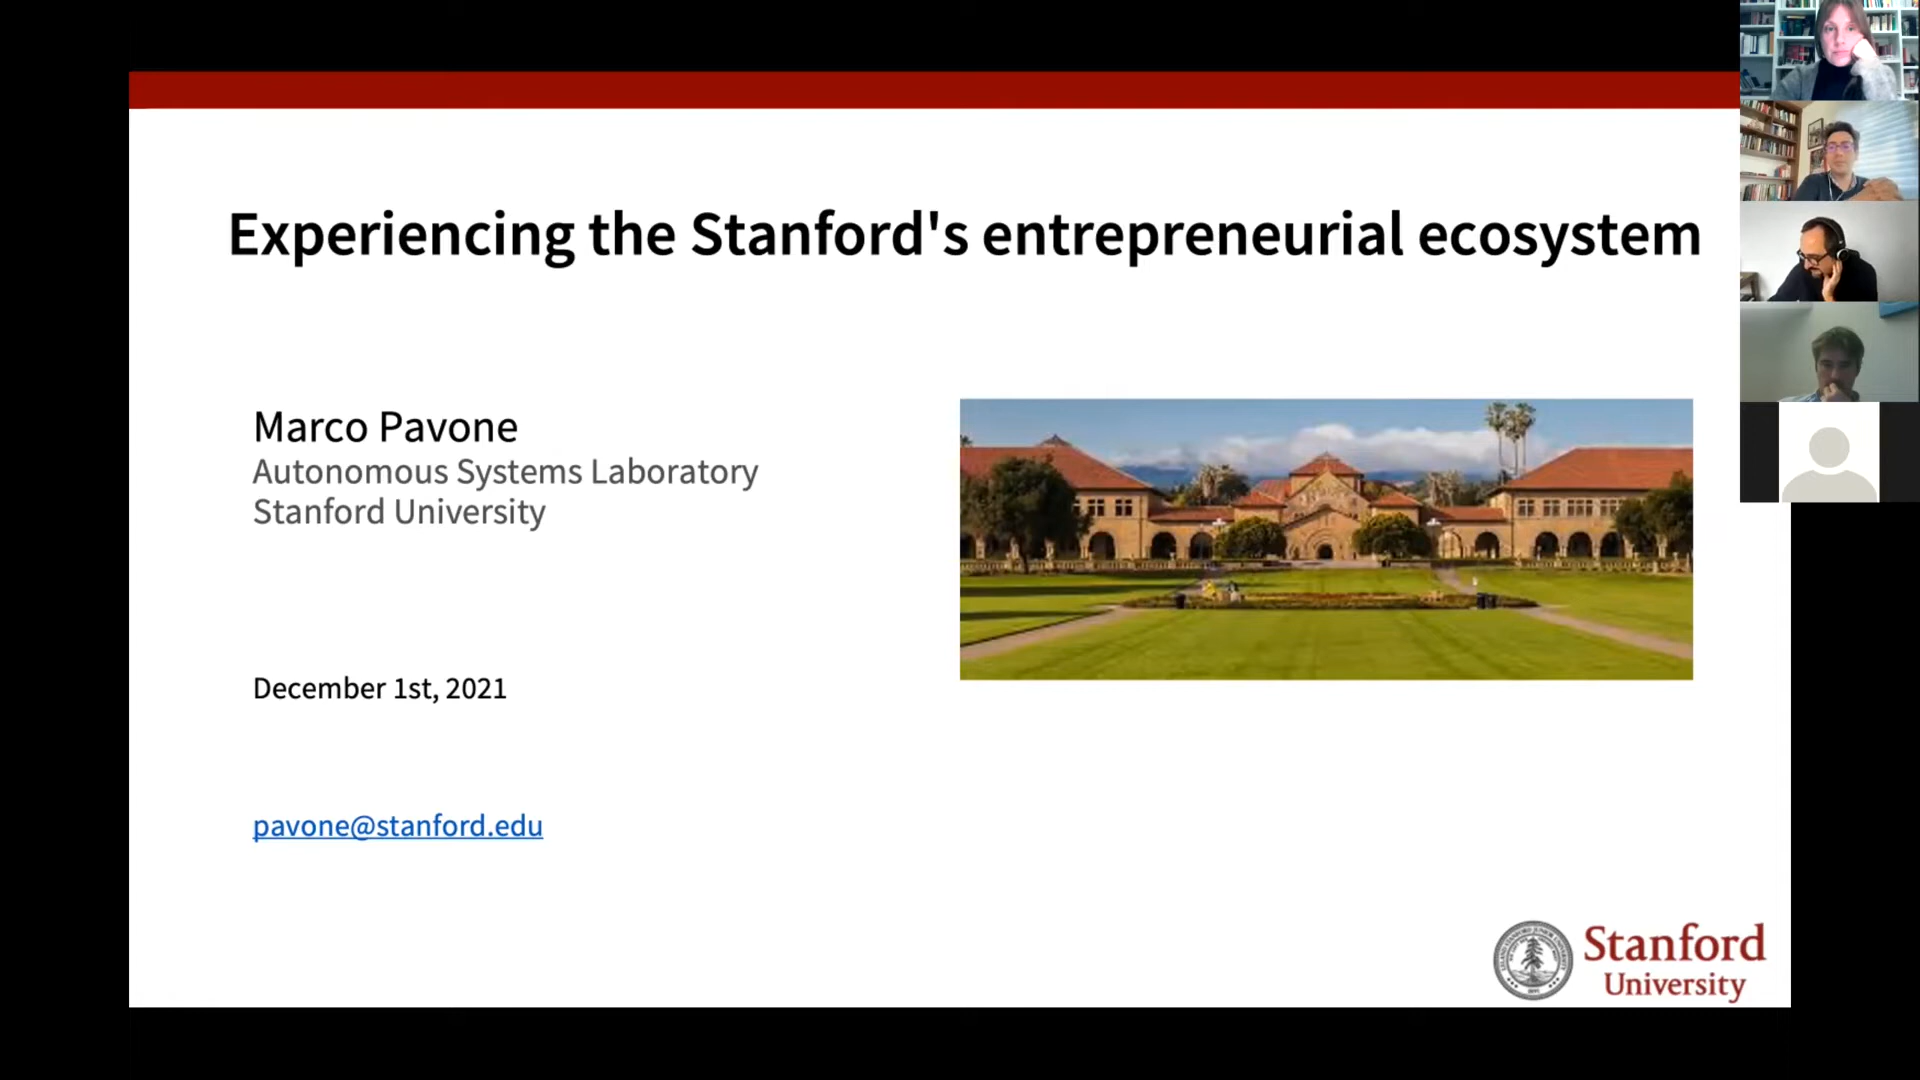 Experiencing the Stanford's entrepreneurial ecosystem
Marco Pavone
Autonomous Systems Laboratory
Stanford University
December 1st, 2021
pavone@stanford.edu
Stanford
University